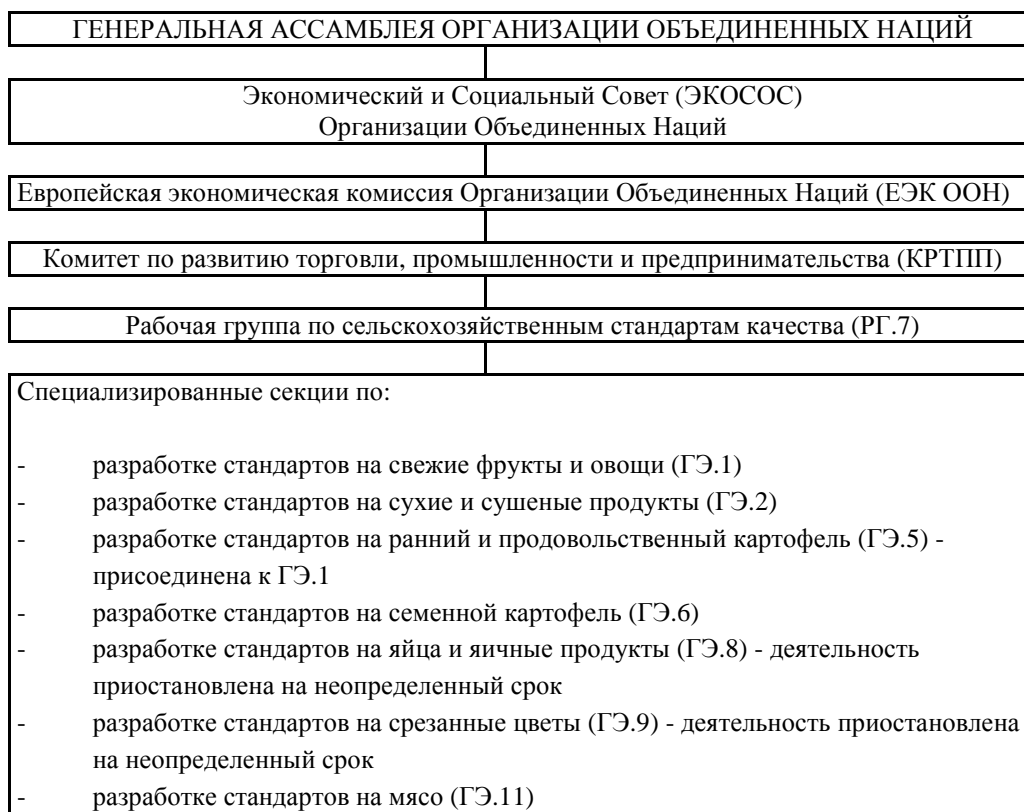 ГЕНЕРАЛЬНАЯ АССАМБЛЕЯ ОРГАНИЗАЦИИ ОБЪЕДИНЕННЫХ НАЦИЙ
Экономический и Социальный Совет (ЭКОСОС)
Организации Объединенных Наций
Европейская экономическая комиссия Организации Объединенных Наций (ЕЭК ООН)
Комитет по развитию торговли, промышленности и предпринимательства (КРТПП)
Рабочая группа по сельскохозяйственным стандартам качества (РГ.7)
Специализированные секции по:
- разработке стандартов на свежие фрукты и овощи (ГЭ.1)
- разработке стандартов на сухие и сушеные продукты (ГЭ.2)
- разработке стандартов на ранний и продовольственный картофель (ГЭ.5) -
присоединена к ГЭ.1
- разработке стандартов на семенной картофель (ГЭ.6)
- разработке стандартов на яйца и яичные продукты (ГЭ.8) - деятельность
приостановлена на неопределенный срок
- разработке стандартов на срезанные цветы (ГЭ.9) - деятельность приостановлена
на неопределенный срок
- разработке стандартов на мясо (ГЭ.11)